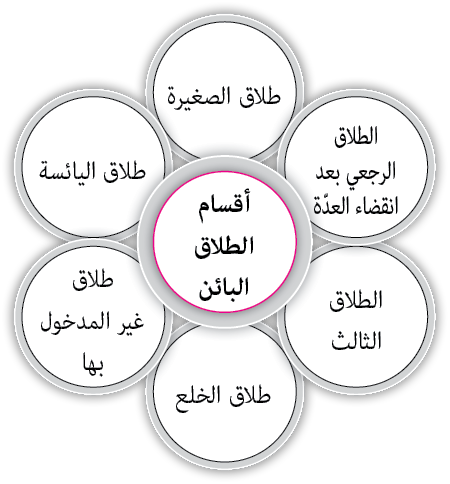 أقسام
الطلاق
البائن
طلاق الصغيرة
الطلاق
الرجعي بعد
انقضاء العدَّة
الطلاق
الثالث
طلاق الخلع
طلاق
غير المدخول
بها
طلاق اليائسة